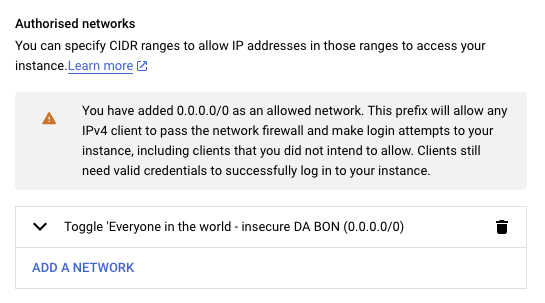 Authorised networks
You can specify CIDR ranges to allow IP addresses in those ranges to access your
instance.Learn more
You have added 0.0.0.0/0 as an allowed network. This prefix will allow any
IPv4 client to pass the network firewall and make login attempts to your
instance, including clients that you did not intend to allow. Clients still
need valid credentials to successfully log in to your instance.
Toggle 'Everyone in the world - insecure DA BON (0.0.0.0/0)
ADD A NETWORK